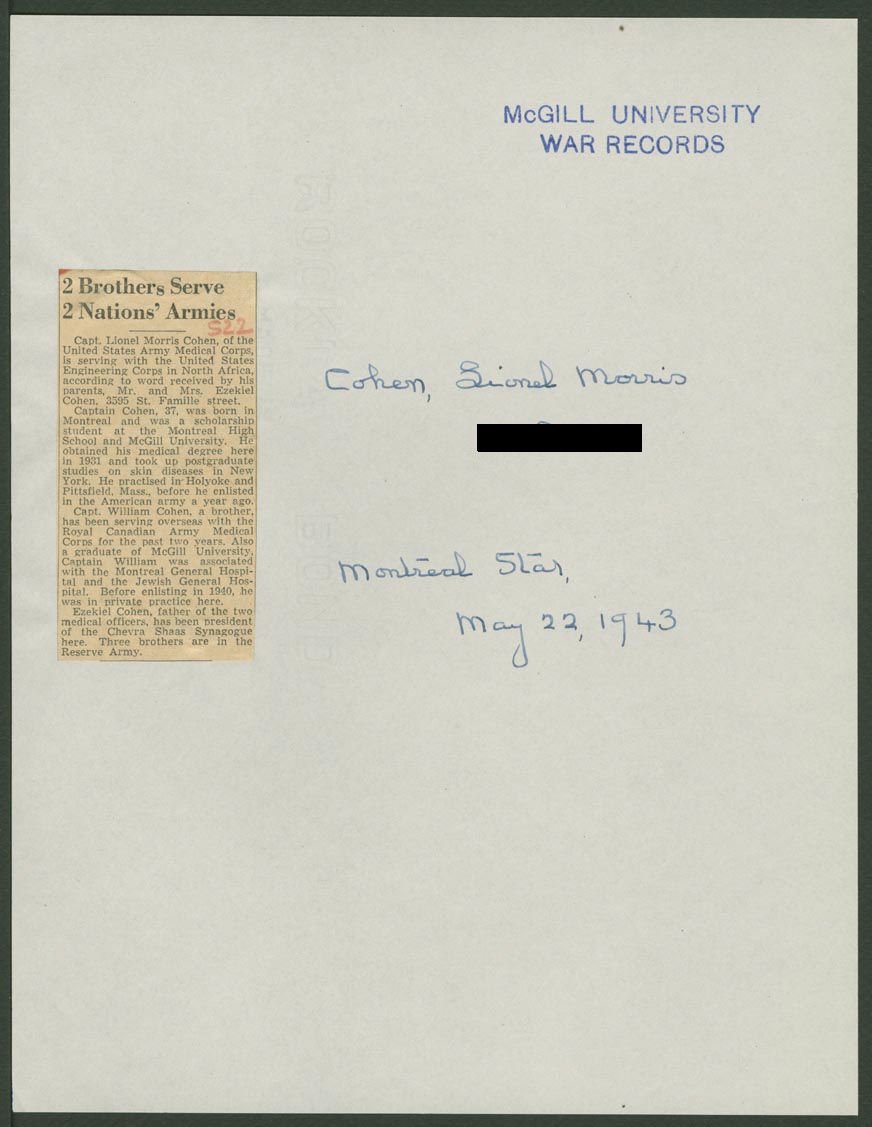 McGILL UNIVERSITY
WAR RECORDS
2 Brothers Serve
2 Nations' Armies
S22
Capt. Lionel Morris Cohen, of the
United States Army Medical Corps,
is serving with the United States
Engineering Corps in North Africa,
according to word received by his
parents, Mr. and Mrs. Ezekiel
Cohen, 3595 St. Famille street.
Captain Cohen, 37, was born in
Montreal and was a scholarship
student at the Montreal High
School and McGill University. He
obtained his medical degree here
in 1931 and took up postgraduate
studies on skin diseases in New
York. He practised in Holyoke and
Pittsfield, Mass., before he enlisted
in the American army a year ago.
Capt. William Cohen, a brother,
has been serving overseas with the
Royal Canadian Army Medical
Corps for the past two years. Also
a graduate of McGill University,
Captain William was associated
with the Montreal General Hospi-
tal and the Jewish General Hos-
pital. Before enlisting in 1940, he
was in private practice here.
Ezekiel Cohen, father of the two
medical officers, has been president
of the Chevra Shaas Synagogue
here. Three brothers are in the
Reserve Army.
Cohen, Lionel Morris
Montreal Star,
May 22, 1943